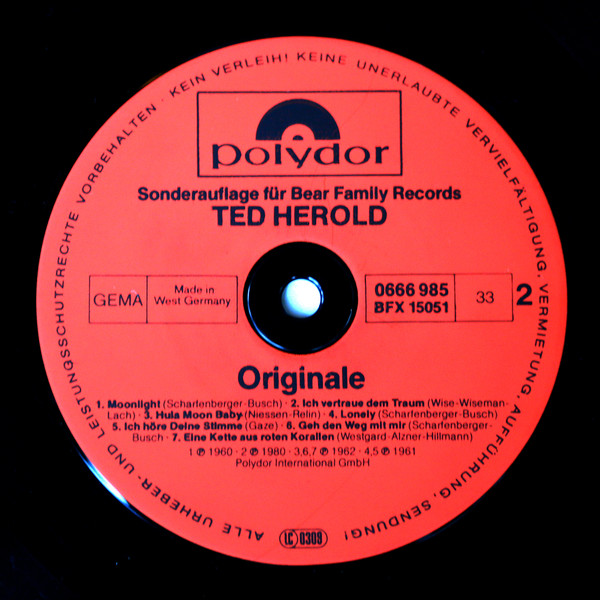 ALLE URHEBER- UND LEISTUNGSSCHUTZRECHTE VORBEHALTEN · KEIN VERLEIH! KEINE UNERLAUBTE VERVIELFÄLTIGUNG, VERMIETUNG, AUFFÜHRUNG, SENDUNG!
polydor
Sonderauflage für Bear Family Records
TED HEROLD
GEMA
Made in
West Germany
0666 985
BFX 15051
33
2
Originale
1. Moonlight (Scharfenberger-Busch) · 2. Ich vertraue dem Traum (Wise-Wiseman-
Lach) · 3. Hula Moon Baby (Niessen-Relin) · 4. Lonely (Scharfenberger-Busch)
5. Ich höre Deine Stimme (Gaze) · 6. Geh den Weg mit mir (Scharfenberger-
Busch · 7. Eine Kette aus roten Korallen (Westgard-Alzner-Hillmann)
1 ℗ 1960 · 2 ℗ 1980 · 3,6,7 ℗ 1962 · 4,5 ℗ 1961
Polydor International GmbH
LC 0309